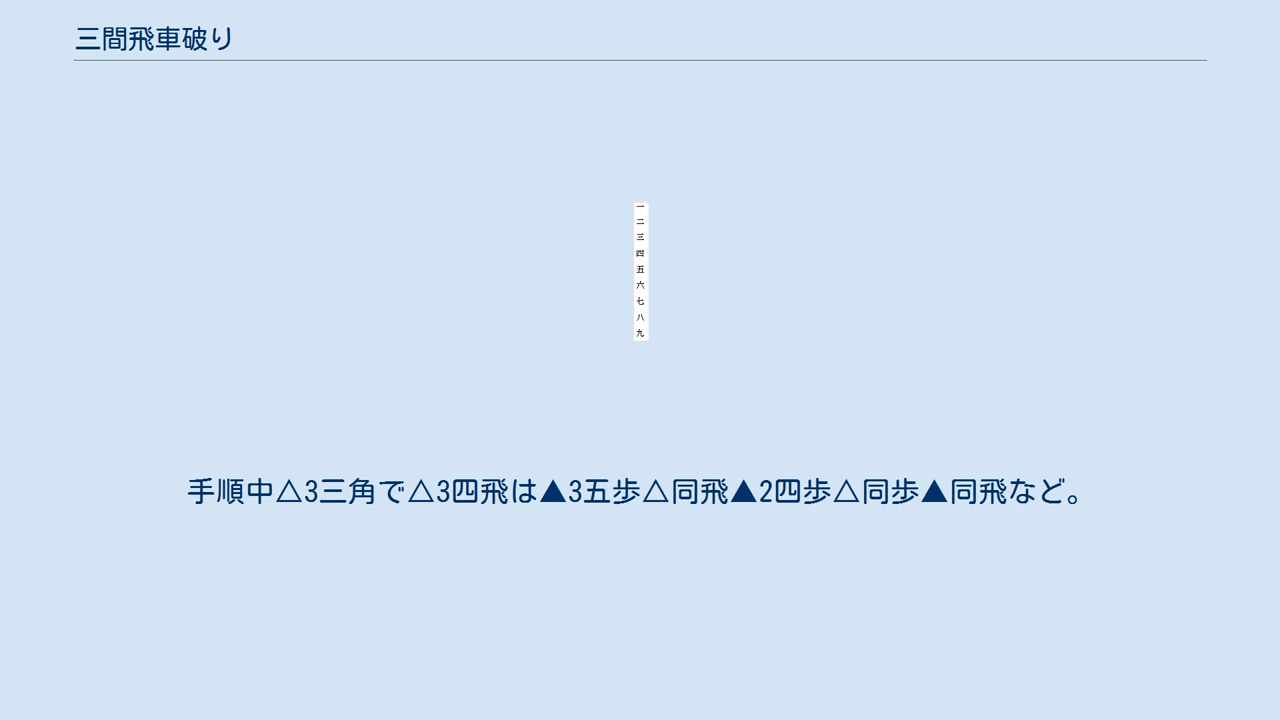 三間飛車破り
一
二
三
四
五
六
七
八
九
手順中△3三角で△3四飛は▲3五歩△同飛▲2四歩△同歩▲同飛など。